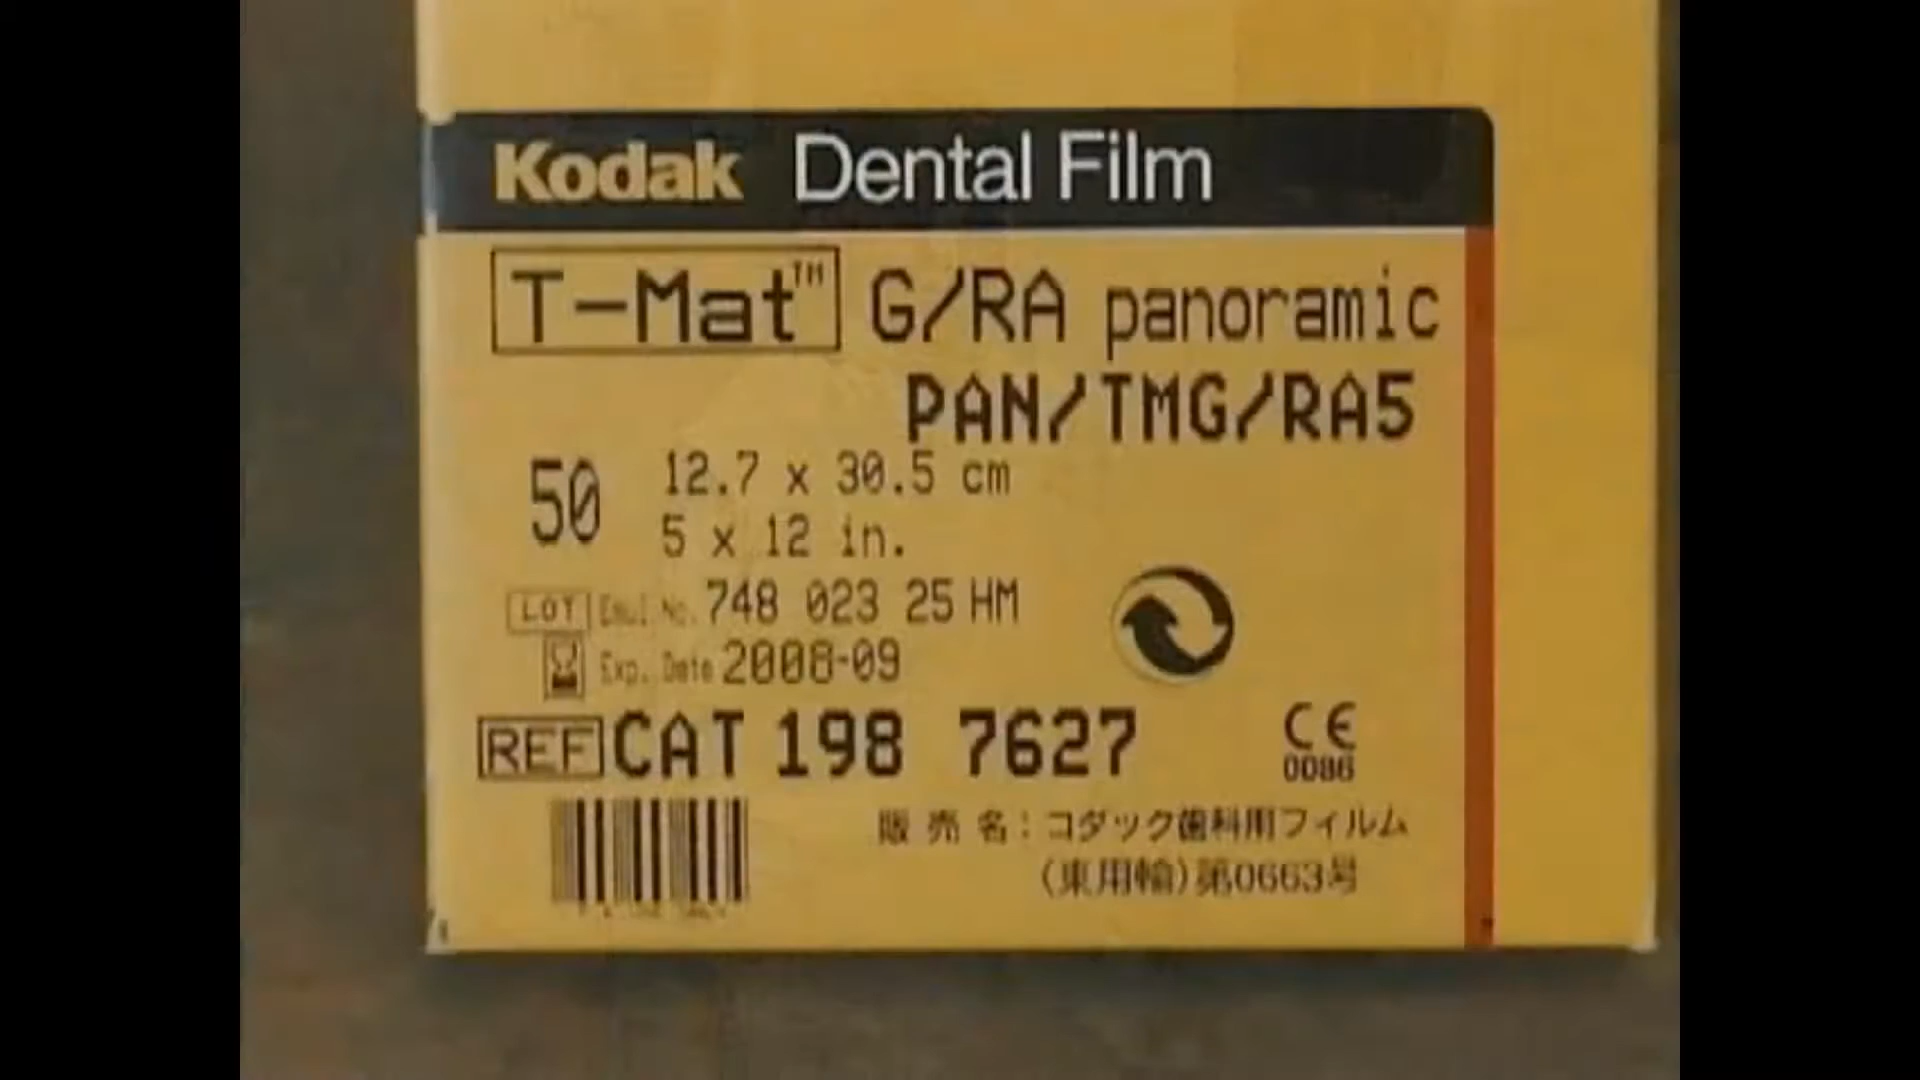 Kodak Dental Film
T-Mat™ G/RA panoramic
PAN/TMG/RA5
50 12.7 x 30.5 cm
5 x 12 in.
LOT Emul.No. 748 023 25 HM
Exp. Date 2008-09
REF CAT 198 7627
CE
0086
販売名:コダック歯科用フィルム
(東用輸)第0663号